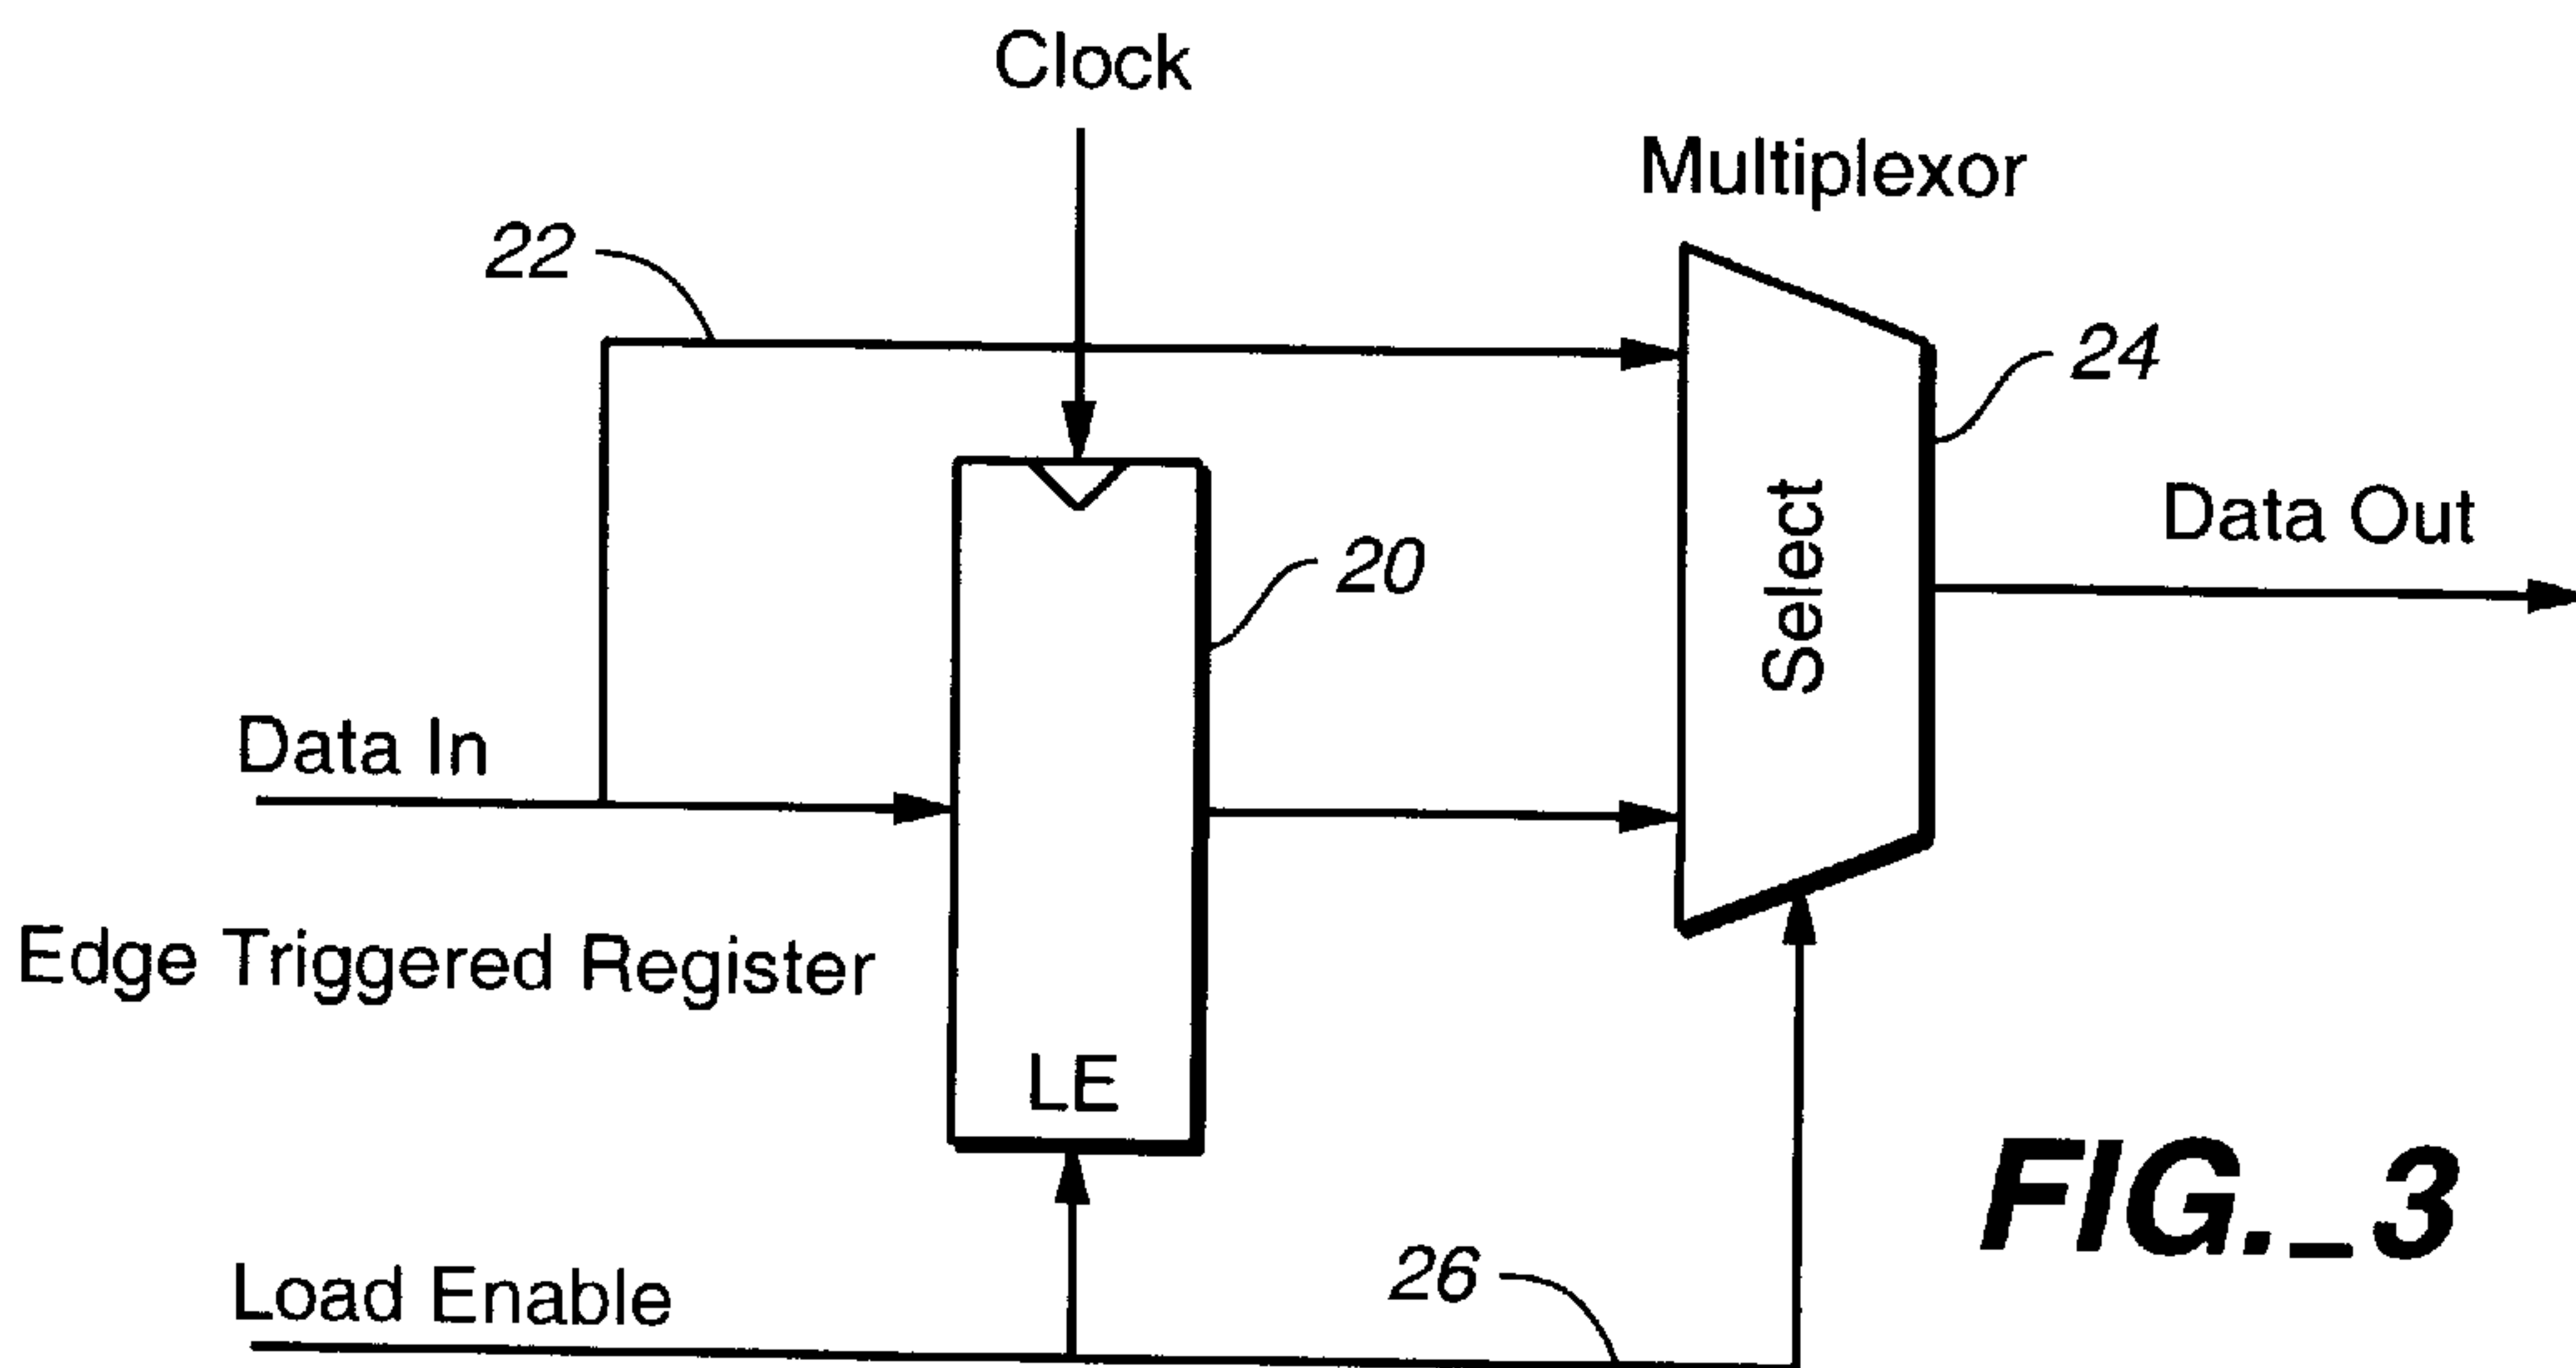 Clock
Multiplexor
22
24
Data Out
Select
20
Data In
Edge Triggered Register
LE
26
Load Enable
FIG._3